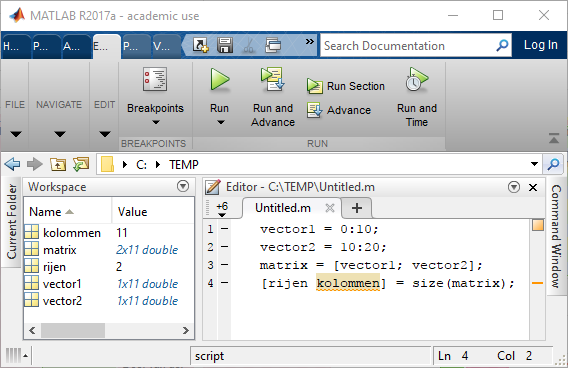 MATLAB R2017a - academic use
H... P... A... E... P... V... Search Documentation Log In
FILE NAVIGATE EDIT Breakpoints Run Run and Advance Run Section Advance Run and Time
BREAKPOINTS RUN
C: TEMP
Current Folder
Workspace
Name Value
kolommen 11
matrix 2x11 double
rijen 2
vector1 1x11 double
vector2 1x11 double
Editor - C:\TEMP\Untitled.m
+6 Untitled.m
1 vector1 = 0:10;
2 vector2 = 10:20;
3 matrix = [vector1; vector2];
4 [rijen kolommen] = size(matrix);
Command Window
script Ln 4 Col 2